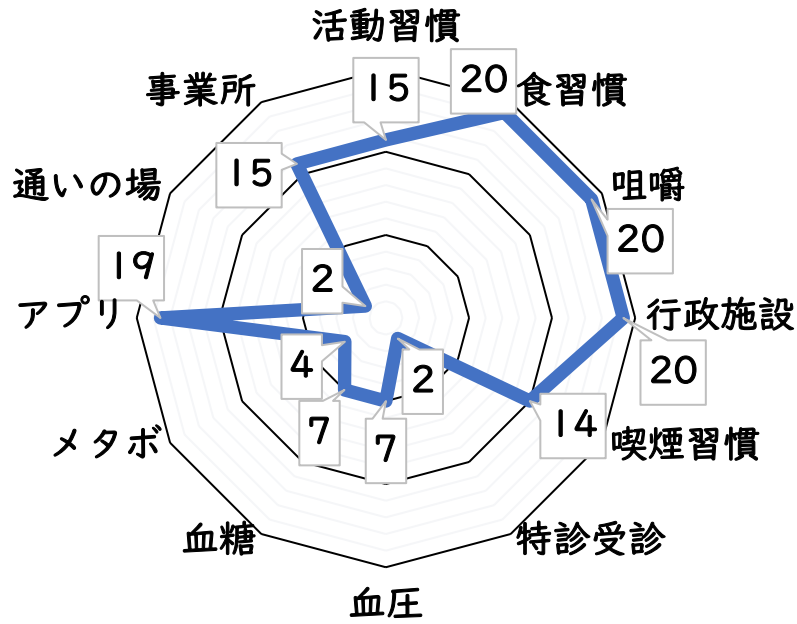 活動習慣
15
20
食習慣
事業所
15
通いの場
咀嚼
19
20
2
アプリ
行政施設
4
2
20
7
7
14
メタボ
喫煙習慣
血糖
特診受診
血圧